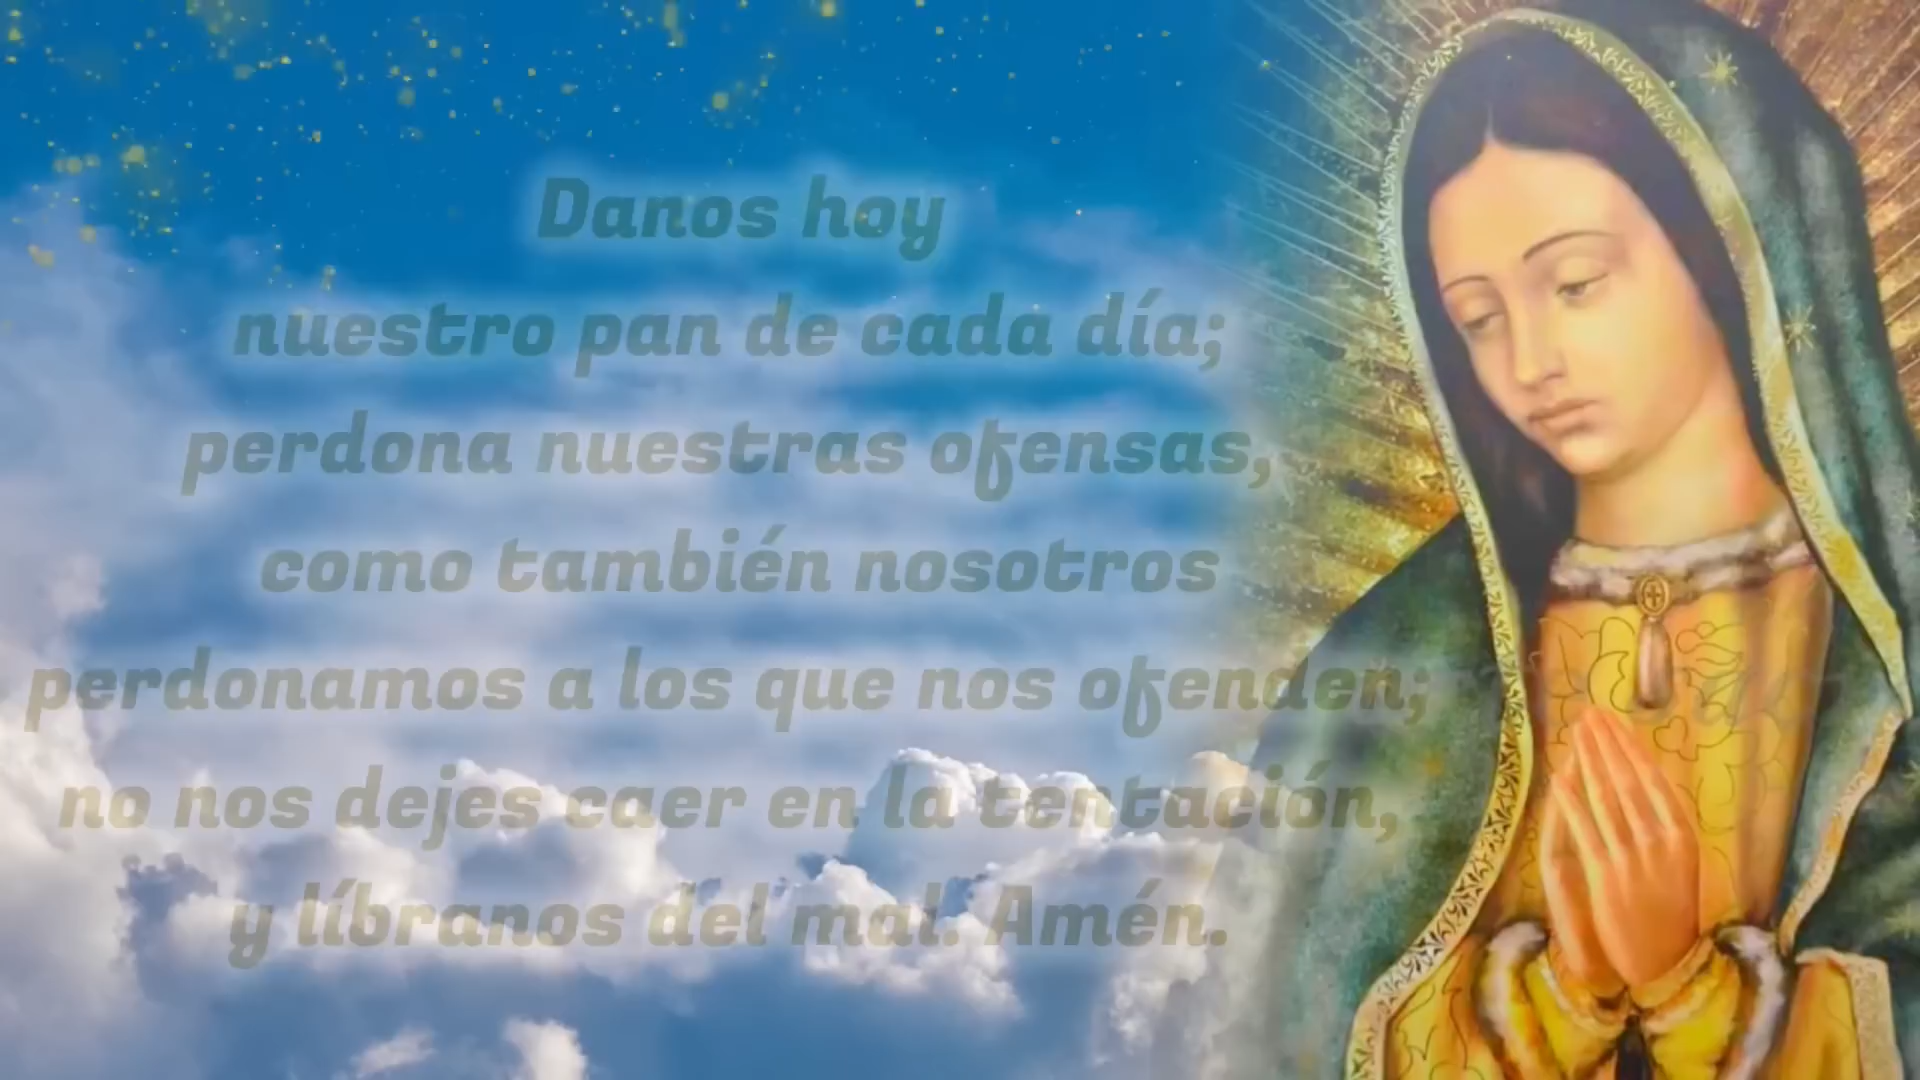 Danos hoy
nuestro pan de cada día;
perdona nuestras ofensas,
como también nosotros
perdonamos a los que nos ofenden;
no nos dejes caer en la tentación,
y líbranos del mal. Amén.